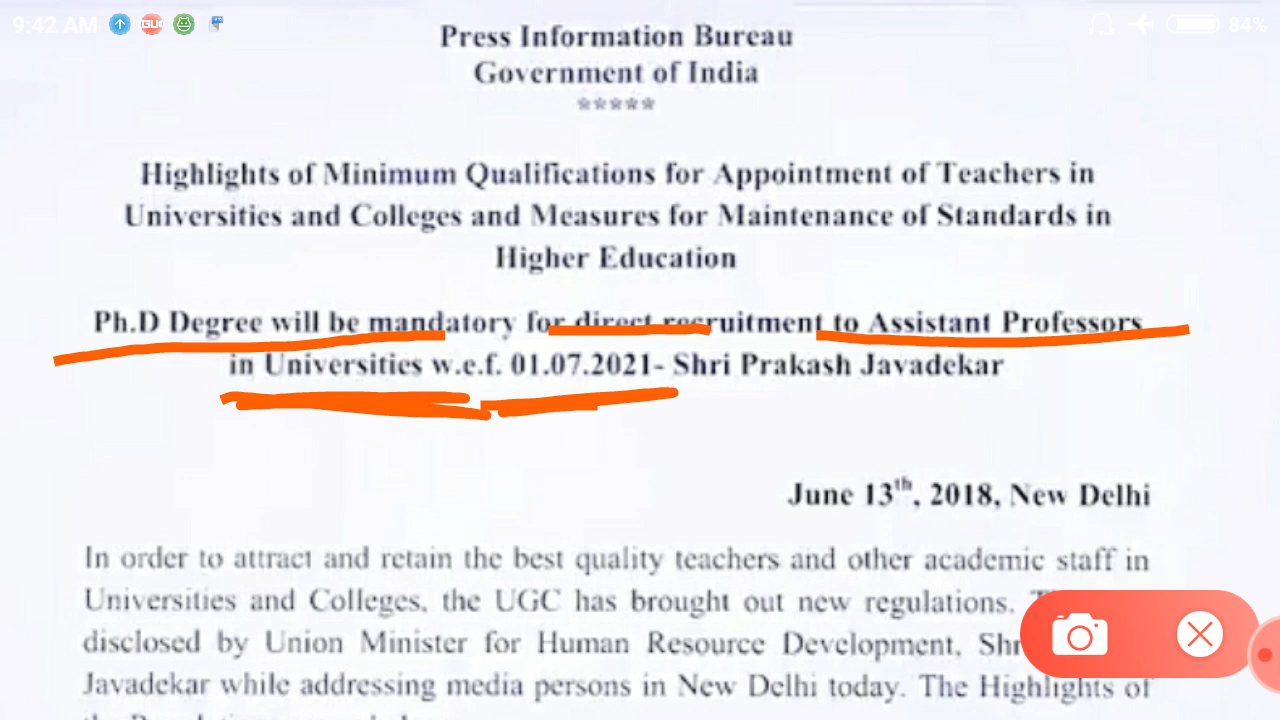 9:42 AM
84%
Press Information Bureau
Government of India
*****
Highlights of Minimum Qualifications for Appointment of Teachers in
Universities and Colleges and Measures for Maintenance of Standards in
Higher Education
Ph.D Degree will be mandatory for direct recruitment to Assistant Professors
in Universities w.e.f. 01.07.2021- Shri Prakash Javadekar
June 13th, 2018, New Delhi
In order to attract and retain the best quality teachers and other academic staff in
Universities and Colleges, the UGC has brought out new regulations.
disclosed by Union Minister for Human Resource Development,
Javadekar while addressing media persons in New Delhi today. The Highlights of